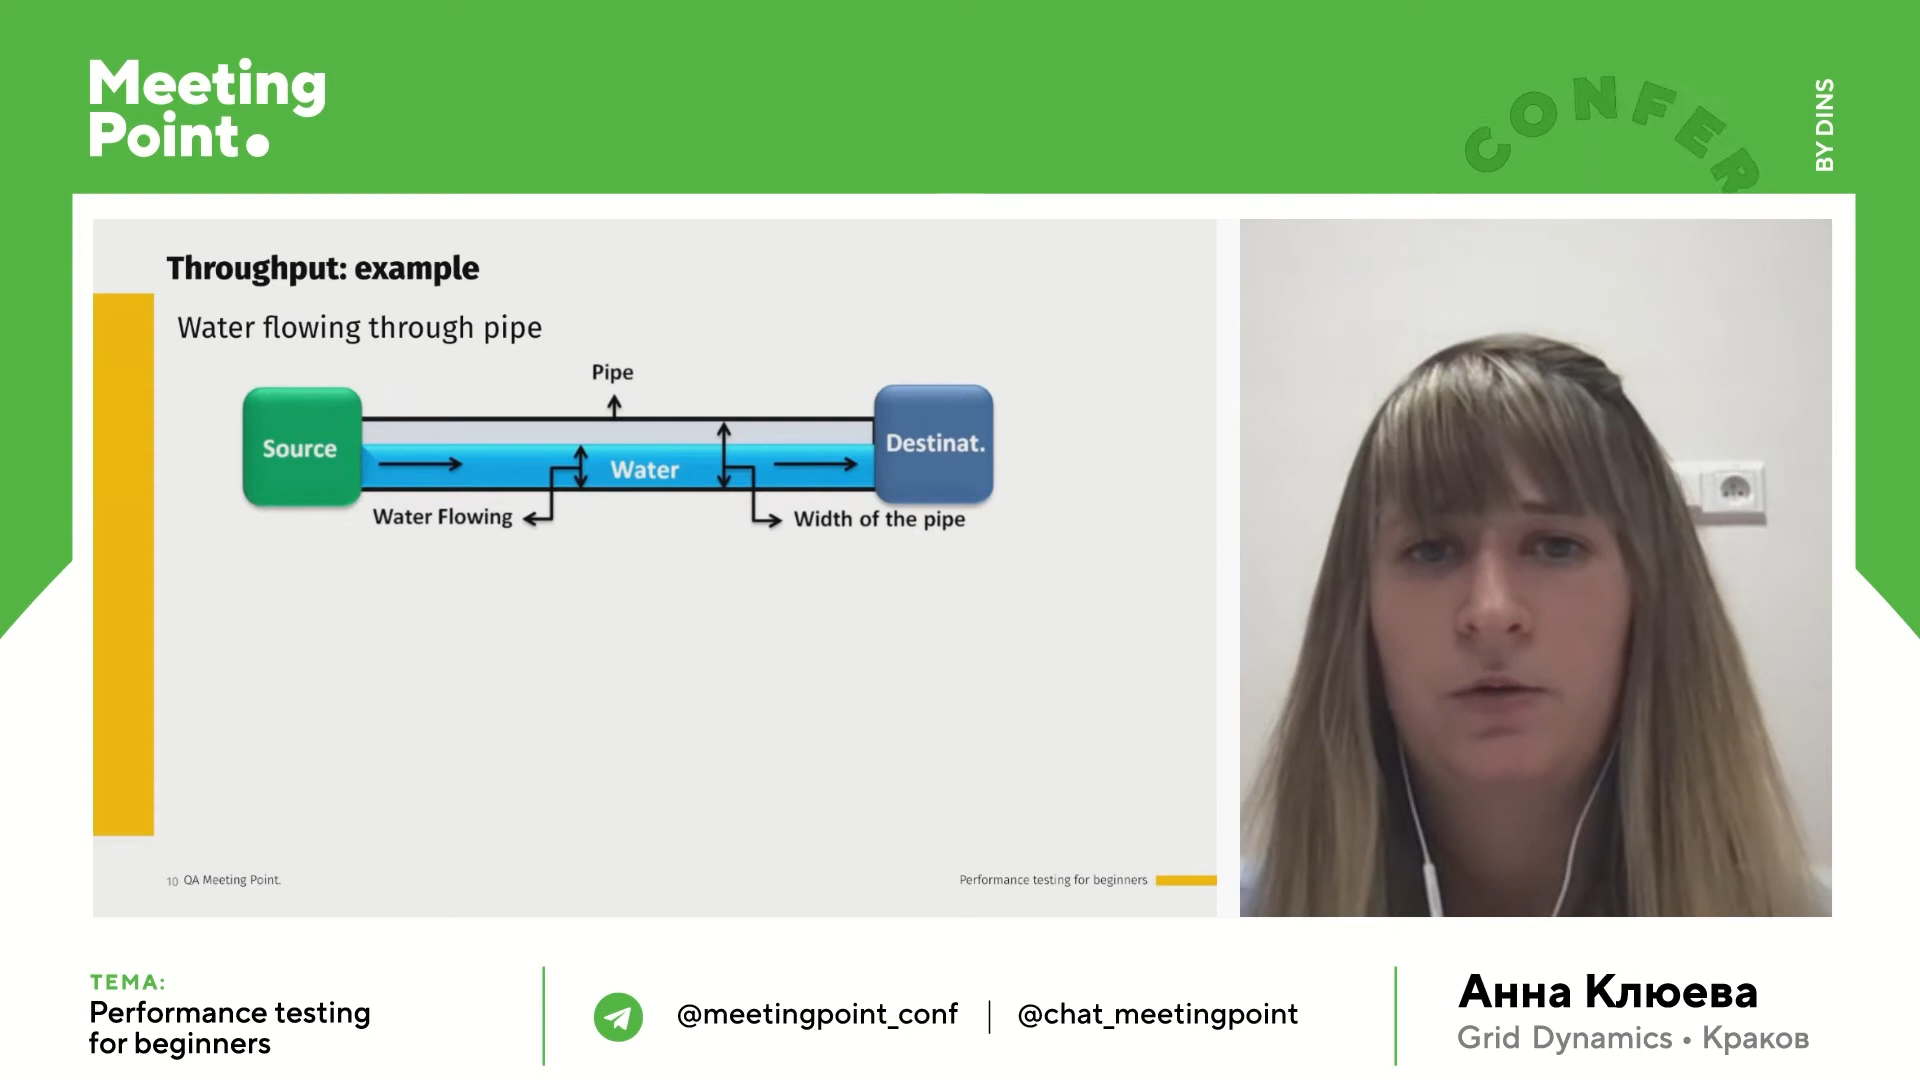 Meeting
Point.
CONFER
BY DINS
Throughput: example
Water flowing through pipe
Pipe
Source
Water
Destinat.
Water Flowing
Width of the pipe
10 QA Meeting Point.
Performance testing for beginners
ТЕМА:
Performance testing
for beginners
@meetingpoint_conf | @chat_meetingpoint
Анна Клюева
Grid Dynamics • Краков